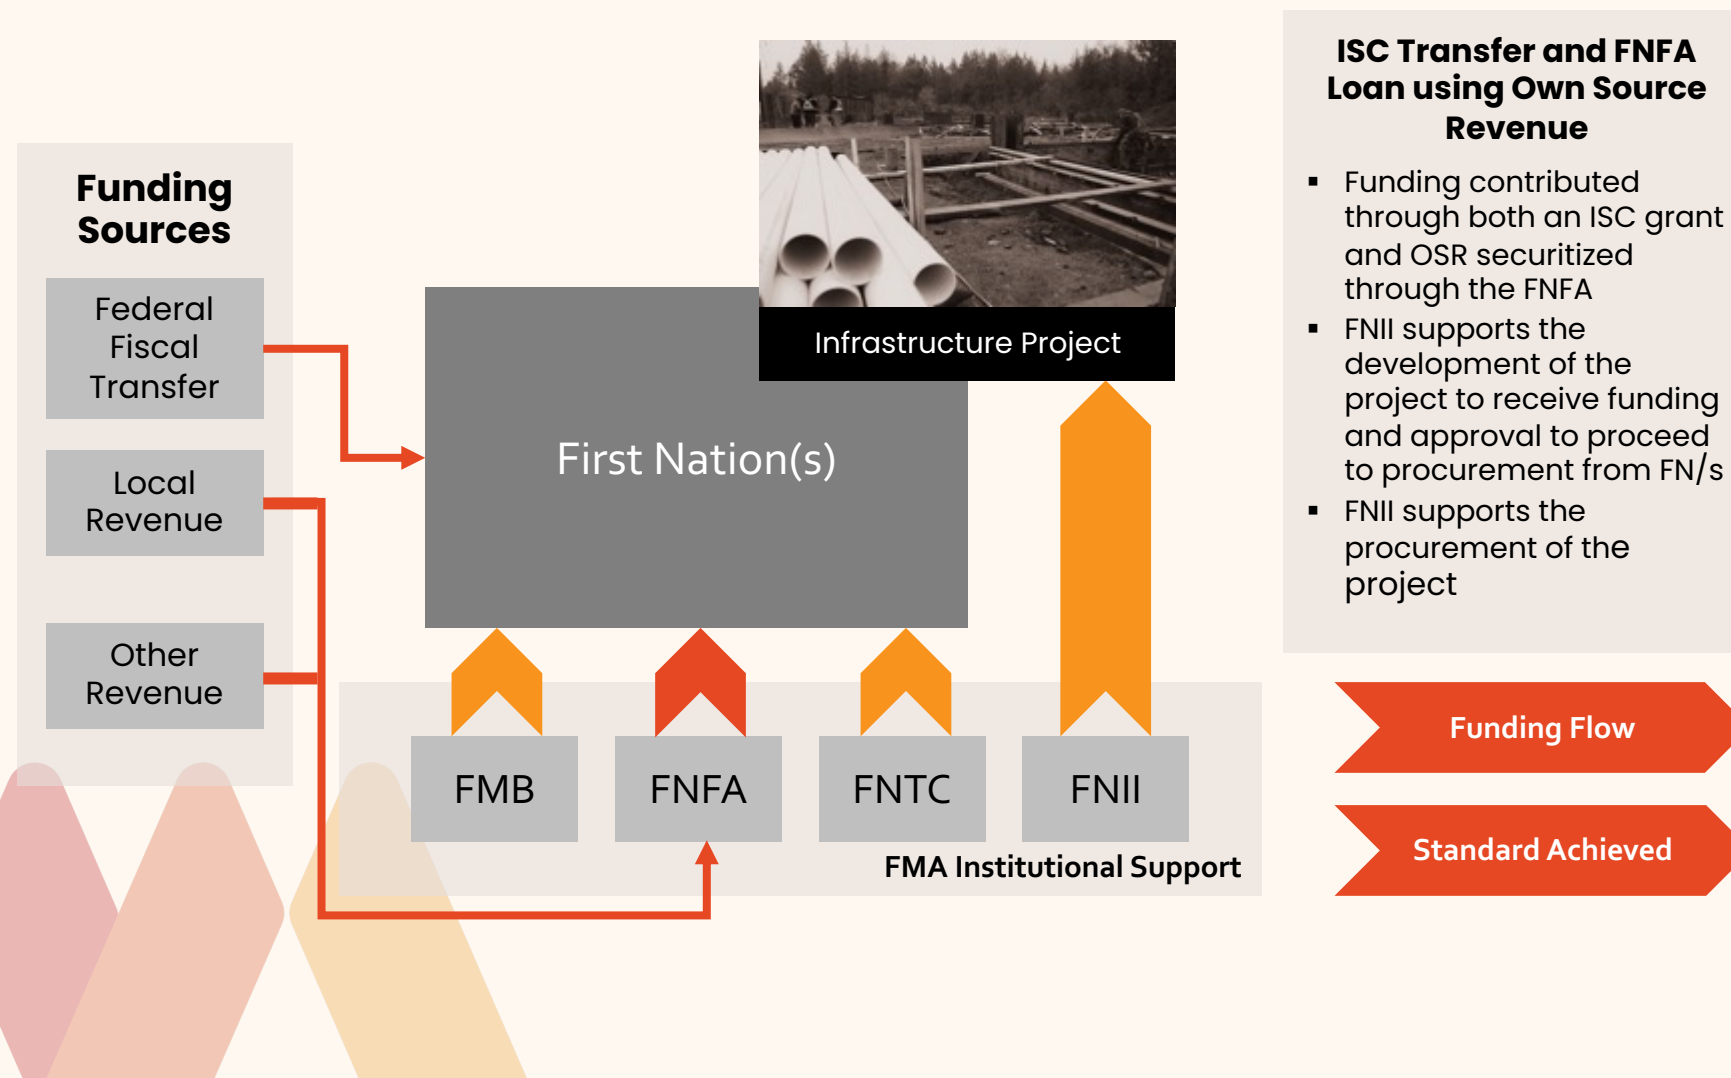 Funding
Sources
Federal
Fiscal
Transfer
Local
Revenue
Other
Revenue
Infrastructure Project
First Nation(s)
FMB
FNFA
FNTC
FNII
FMA Institutional Support
ISC Transfer and FNFA
Loan using Own Source
Revenue
▪ Funding contributed
through both an ISC grant
and OSR securitized
through the FNFA
▪ FNII supports the
development of the
project to receive funding
and approval to proceed
to procurement from FN/s
▪ FNII supports the
procurement of the
project
Funding Flow
Standard Achieved